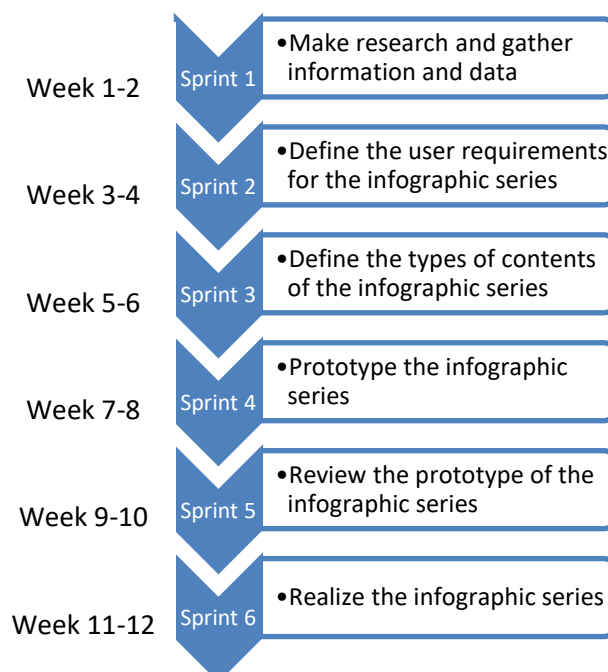 Week 1-2
Sprint 1
•Make research and gather
information and data
Week 3-4
Sprint 2
•Define the user requirements
for the infographic series
Week 5-6
Sprint 3
•Define the types of contents
of the infographic series
Week 7-8
Sprint 4
•Prototype the infographic
series
Week 9-10
Sprint 5
•Review the prototype of the
infographic series
Week 11-12
Sprint 6
•Realize the infographic series